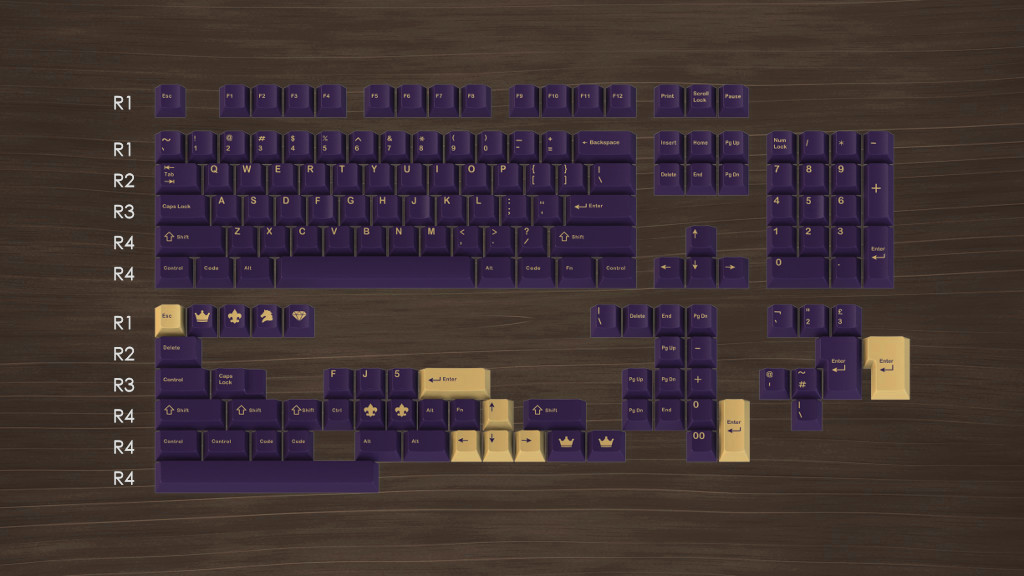 R1 Esc F1 F2 F3 F4 F5 F6 F7 F8 F9 F10 F11 F12 Print Scroll Lock Pause
R1 ~ ` ! 1 @ 2 # 3 $ 4 % 5 ^ 6 & 7 * 8 ( 9 ) 0 _ - + = ← Backspace Insert Home Pg Up Num Lock / * −
R2 Tab Q W E R T Y U I O P { [ } ] | \ Delete End Pg Dn 7 8 9 +
R3 Caps Lock A S D F G H J K L : ; " ' Enter 4 5 6
R4 Shift Z X C V B N M < , > . ? / Shift ↑ 1 2 3 Enter
R4 Control Code Alt Alt Code Fn Control ← ↓ → 0 .
R1 Esc | \ Delete End Pg Dn ¬ ` " 2 £ 3
R2 Delete Pg Up − Enter Enter
R3 Control Caps Lock F J 5 Enter Pg Up Pg Dn + @ ' ~ #
R4 Shift Shift Shift Ctrl Alt Fn ↑ Shift Pg Dn End 0 Enter | \
R4 Control Control Code Code Alt Alt ← ↓ → 00
R4